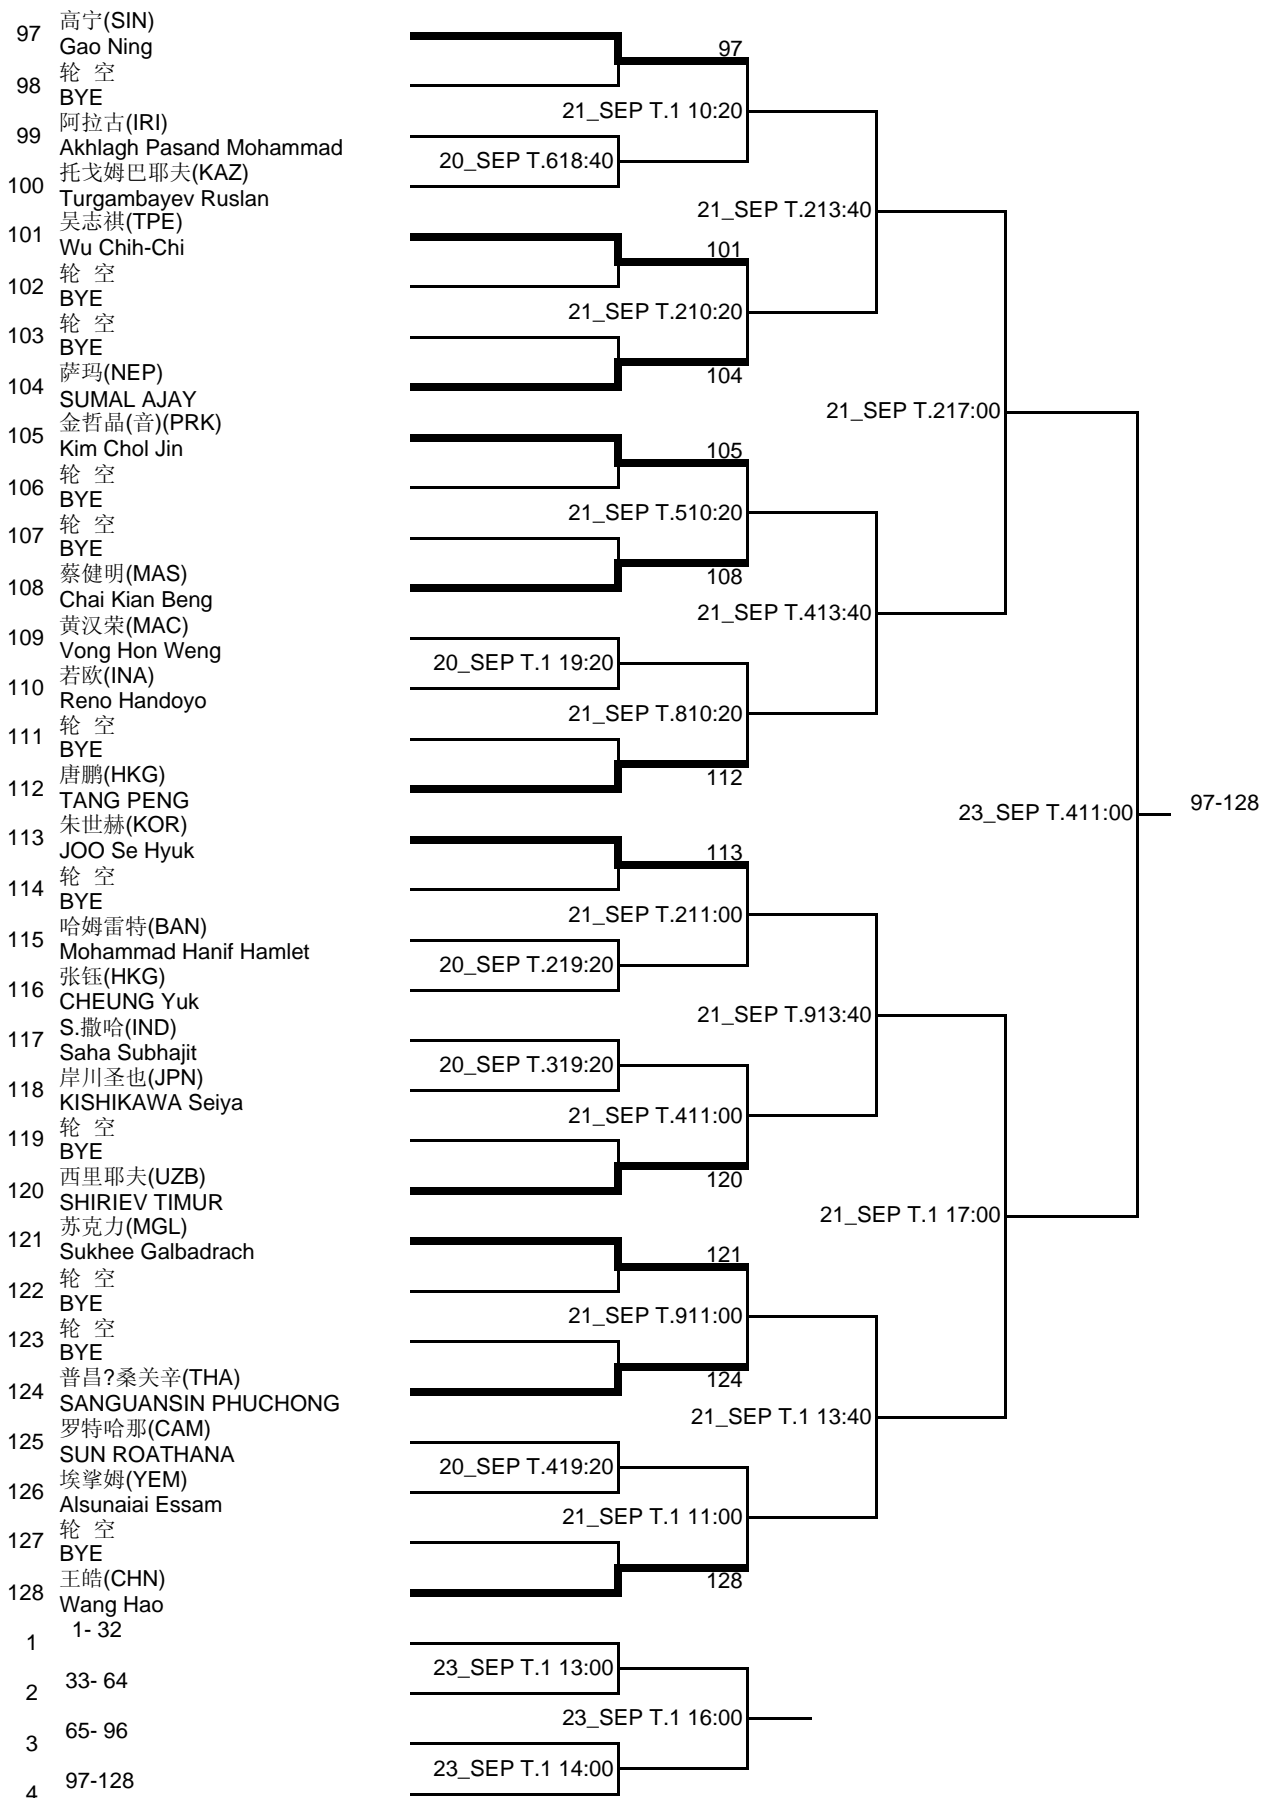 97 高宁(SIN)
Gao Ning
97
98 轮 空
BYE
21_SEP T.1 10:20
99 阿拉古(IRI)
Akhlagh Pasand Mohammad
20_SEP T.618:40
100 托戈姆巴耶夫(KAZ)
Turgambayev Ruslan
21_SEP T.213:40
101 吴志祺(TPE)
Wu Chih-Chi
101
102 轮 空
BYE
21_SEP T.210:20
103 轮 空
BYE
104 萨玛(NEP)
SUMAL AJAY
104
21_SEP T.217:00
105 金哲晶(音)(PRK)
Kim Chol Jin
105
106 轮 空
BYE
21_SEP T.510:20
107 轮 空
BYE
108 蔡健明(MAS)
Chai Kian Beng
108
21_SEP T.413:40
109 黄汉荣(MAC)
Vong Hon Weng
20_SEP T.1 19:20
110 若欧(INA)
Reno Handoyo
21_SEP T.810:20
111 轮 空
BYE
112 唐鹏(HKG)
TANG PENG
112
23_SEP T.411:00
97-128
113 朱世赫(KOR)
JOO Se Hyuk
113
114 轮 空
BYE
21_SEP T.211:00
115 哈姆雷特(BAN)
Mohammad Hanif Hamlet
20_SEP T.219:20
116 张钰(HKG)
CHEUNG Yuk
21_SEP T.913:40
117 S.撒哈(IND)
Saha Subhajit
20_SEP T.319:20
118 岸川圣也(JPN)
KISHIKAWA Seiya
21_SEP T.411:00
119 轮 空
BYE
120 西里耶夫(UZB)
SHIRIEV TIMUR
120
21_SEP T.1 17:00
121 苏克力(MGL)
Sukhee Galbadrach
121
122 轮 空
BYE
21_SEP T.911:00
123 轮 空
BYE
124 普昌?桑关辛(THA)
SANGUANSIN PHUCHONG
124
21_SEP T.1 13:40
125 罗特哈那(CAM)
SUN ROATHANA
20_SEP T.419:20
126 埃挲姆(YEM)
Alsunaiai Essam
21_SEP T.1 11:00
127 轮 空
BYE
128 王皓(CHN)
Wang Hao
128
1 1- 32
23_SEP T.1 13:00
2 33- 64
23_SEP T.1 16:00
3 65- 96
23_SEP T.1 14:00
4 97-128